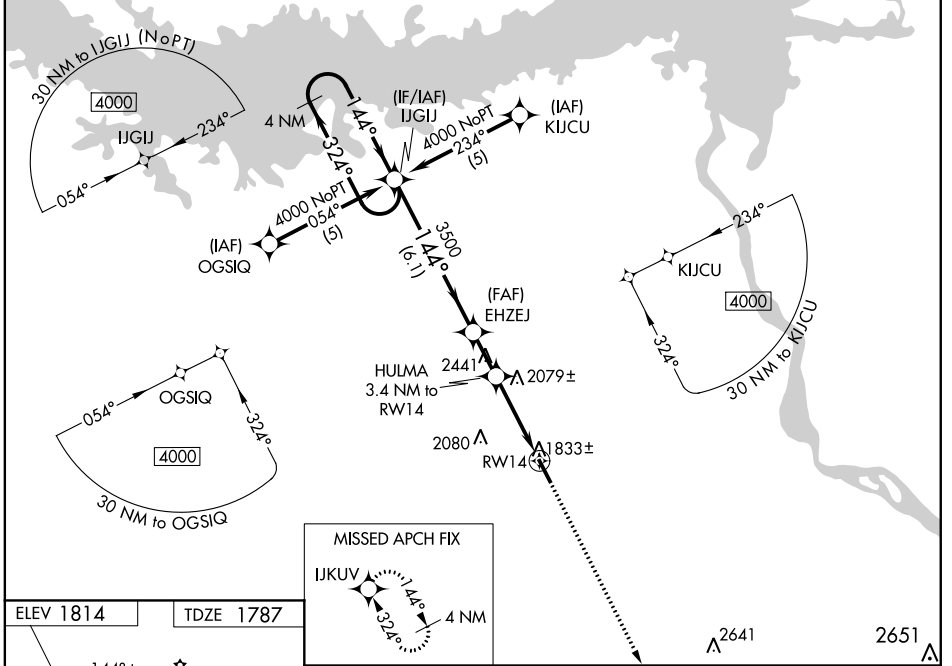 30 NM to IJGIJ (NoPT)
4000
234°
IJGIJ
054°
4 NM
144°
324°
(IF/IAF)
IJGIJ
4000 NoPT
234°
(5)
(IAF)
KIJCU
4000 NoPT
054°
(5)
(IAF)
OGSIQ
3500
144°
(6.1)
(FAF)
EHZEJ
234°
KIJCU
4000
324°
30 NM to KIJCU
HULMA
3.4 NM to
RW14
2441
2079±
2080
1833±
RW14
OGSIQ
054°
324°
4000
30 NM to OGSIQ
MISSED APCH FIX
IJKUV
144°
324°
4 NM
2641
2651
ELEV 1814
TDZE 1787